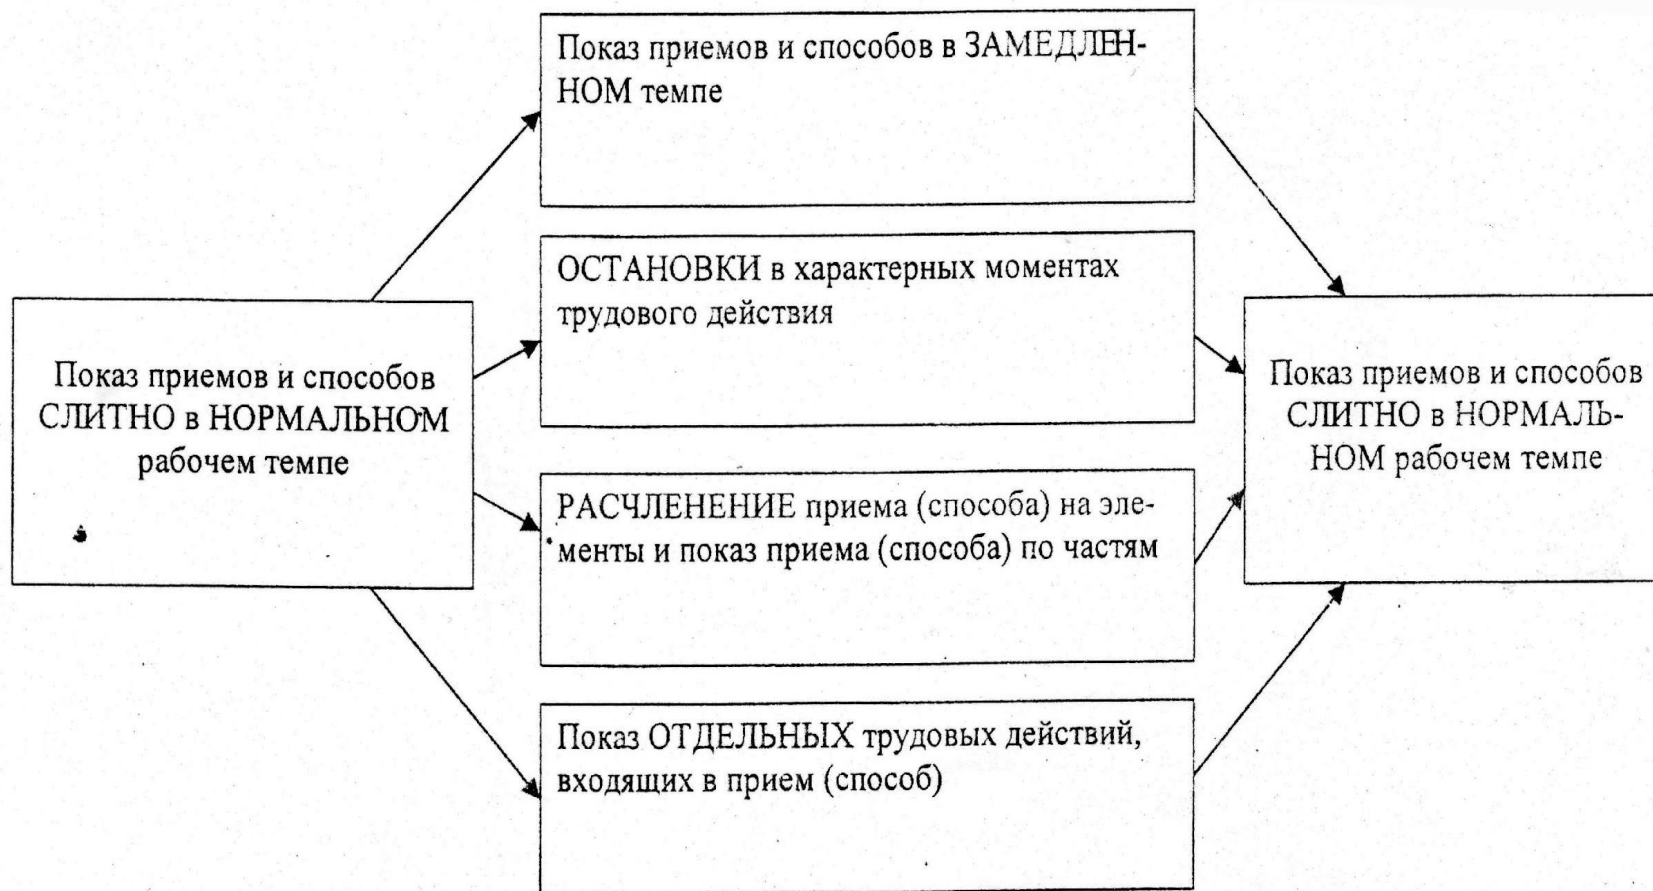 Показ приемов и способов
СЛИТНО в НОРМАЛЬНОМ
рабочем темпе
Показ приемов и способов в ЗАМЕДЛЕН-
НОМ темпе
ОСТАНОВКИ в характерных моментах
трудового действия
РАСЧЛЕНЕНИЕ приема (способа) на эле-
менты и показ приема (способа) по частям
Показ ОТДЕЛЬНЫХ трудовых действий,
входящих в прием (способ)
Показ приемов и способов
СЛИТНО в НОРМАЛЬ-
НОМ рабочем темпе